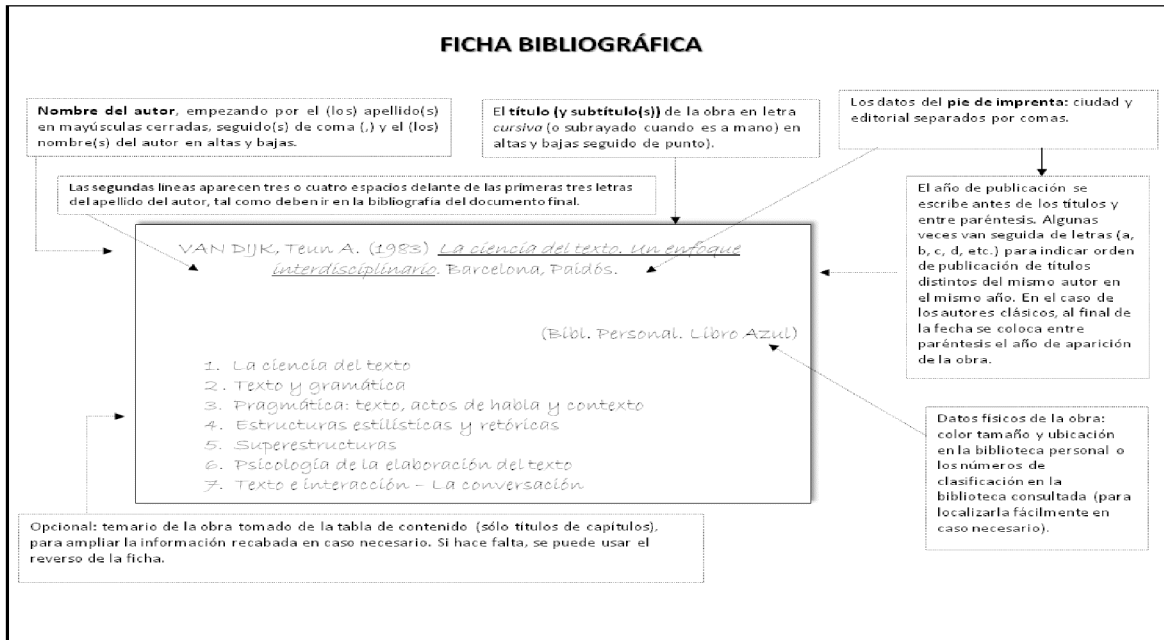 FICHA BIBLIOGRÁFICA
Nombre del autor, empezando por el (los) apellido(s)
en mayúsculas cerradas, seguido(s) de coma (,) y el (los)
nombre(s) del autor en altas y bajas.
El título (y subtítulo(s)) de la obra en letra
cursiva (o subrayado cuando es a mano) en
altas y bajas seguido de punto).
Los datos del pie de imprenta: ciudad y
editorial separados por comas.
Las segundas líneas aparecen tres o cuatro espacios delante de las primeras tres letras
del apellido del autor, tal como deben ir en la bibliografía del documento final.
El año de publicación se
escribe antes de los títulos y
entre paréntesis. Algunas
veces van seguida de letras (a,
b, c, d, etc.) para indicar orden
de publicación de títulos
distintos del mismo autor en
el mismo año. En el caso de
los autores clásicos, al final de
la fecha se coloca entre
paréntesis el año de aparición
de la obra.
VAN DIJK, Teun A. (1983) La ciencia del texto. Un enfoque
interdisciplinario. Barcelona, Paidós.
(Bibl. Personal. Libro Azul)
1. La ciencia del texto
2. Texto y gramática
3. Pragmática: texto, actos de habla y contexto
4. Estructuras estilísticas y retóricas
5. Superestructuras
6. Psicología de la elaboración del texto
7. Texto e interacción – La conversación
Datos físicos de la obra:
color tamaño y ubicación
en la biblioteca personal o
los números de
clasificación en la
biblioteca consultada (para
localizarla fácilmente en
caso necesario).
Opcional: temario de la obra tomado de la tabla de contenido (sólo títulos de capítulos),
para ampliar la información recabada en caso necesario. Si hace falta, se puede usar el
reverso de la ficha.